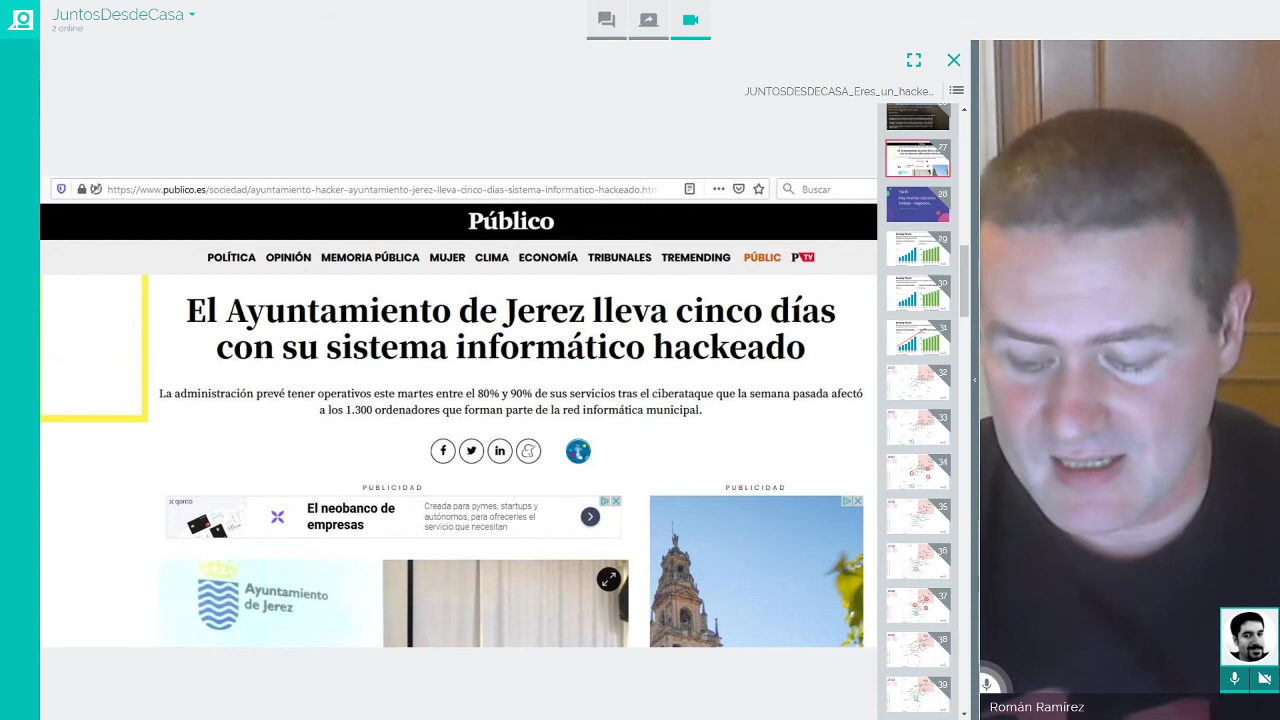 JuntosDesdeCasa
2 online
JUNTOSDESDECASA_Eres_un_hacke…
https://www.publico.es/sociedad/ayuntamiento-hacker-ayuntamiento-jerez-lleva-cinco-dias-sistema-informatico-hackeado.htm
Buscar
Público
POLÍTICA OPINIÓN MEMORIA PÚBLICA MUJER CLIMA ECONOMÍA TRIBUNALES TREMENDING PÚBLIC P TV
El Ayuntamiento de Jerez lleva cinco días
con su sistema informático hackeado
La administración prevé tener operativos este martes entre el 80% y 90% de sus servicios tras el ciberataque que la semana pasada afectó
a los 1.300 ordenadores que forman parte de la red informática municipal.
PUBLICIDAD
PUBLICIDAD
qonto
El neobanco de
empresas
Creada para pymes, startups y
autónomos, para ofrecerles el
servicio que necesitan
Ayuntamiento
de Jerez
27
28
29
30
31
32
33
34
35
36
37
38
39
Román Ramírez